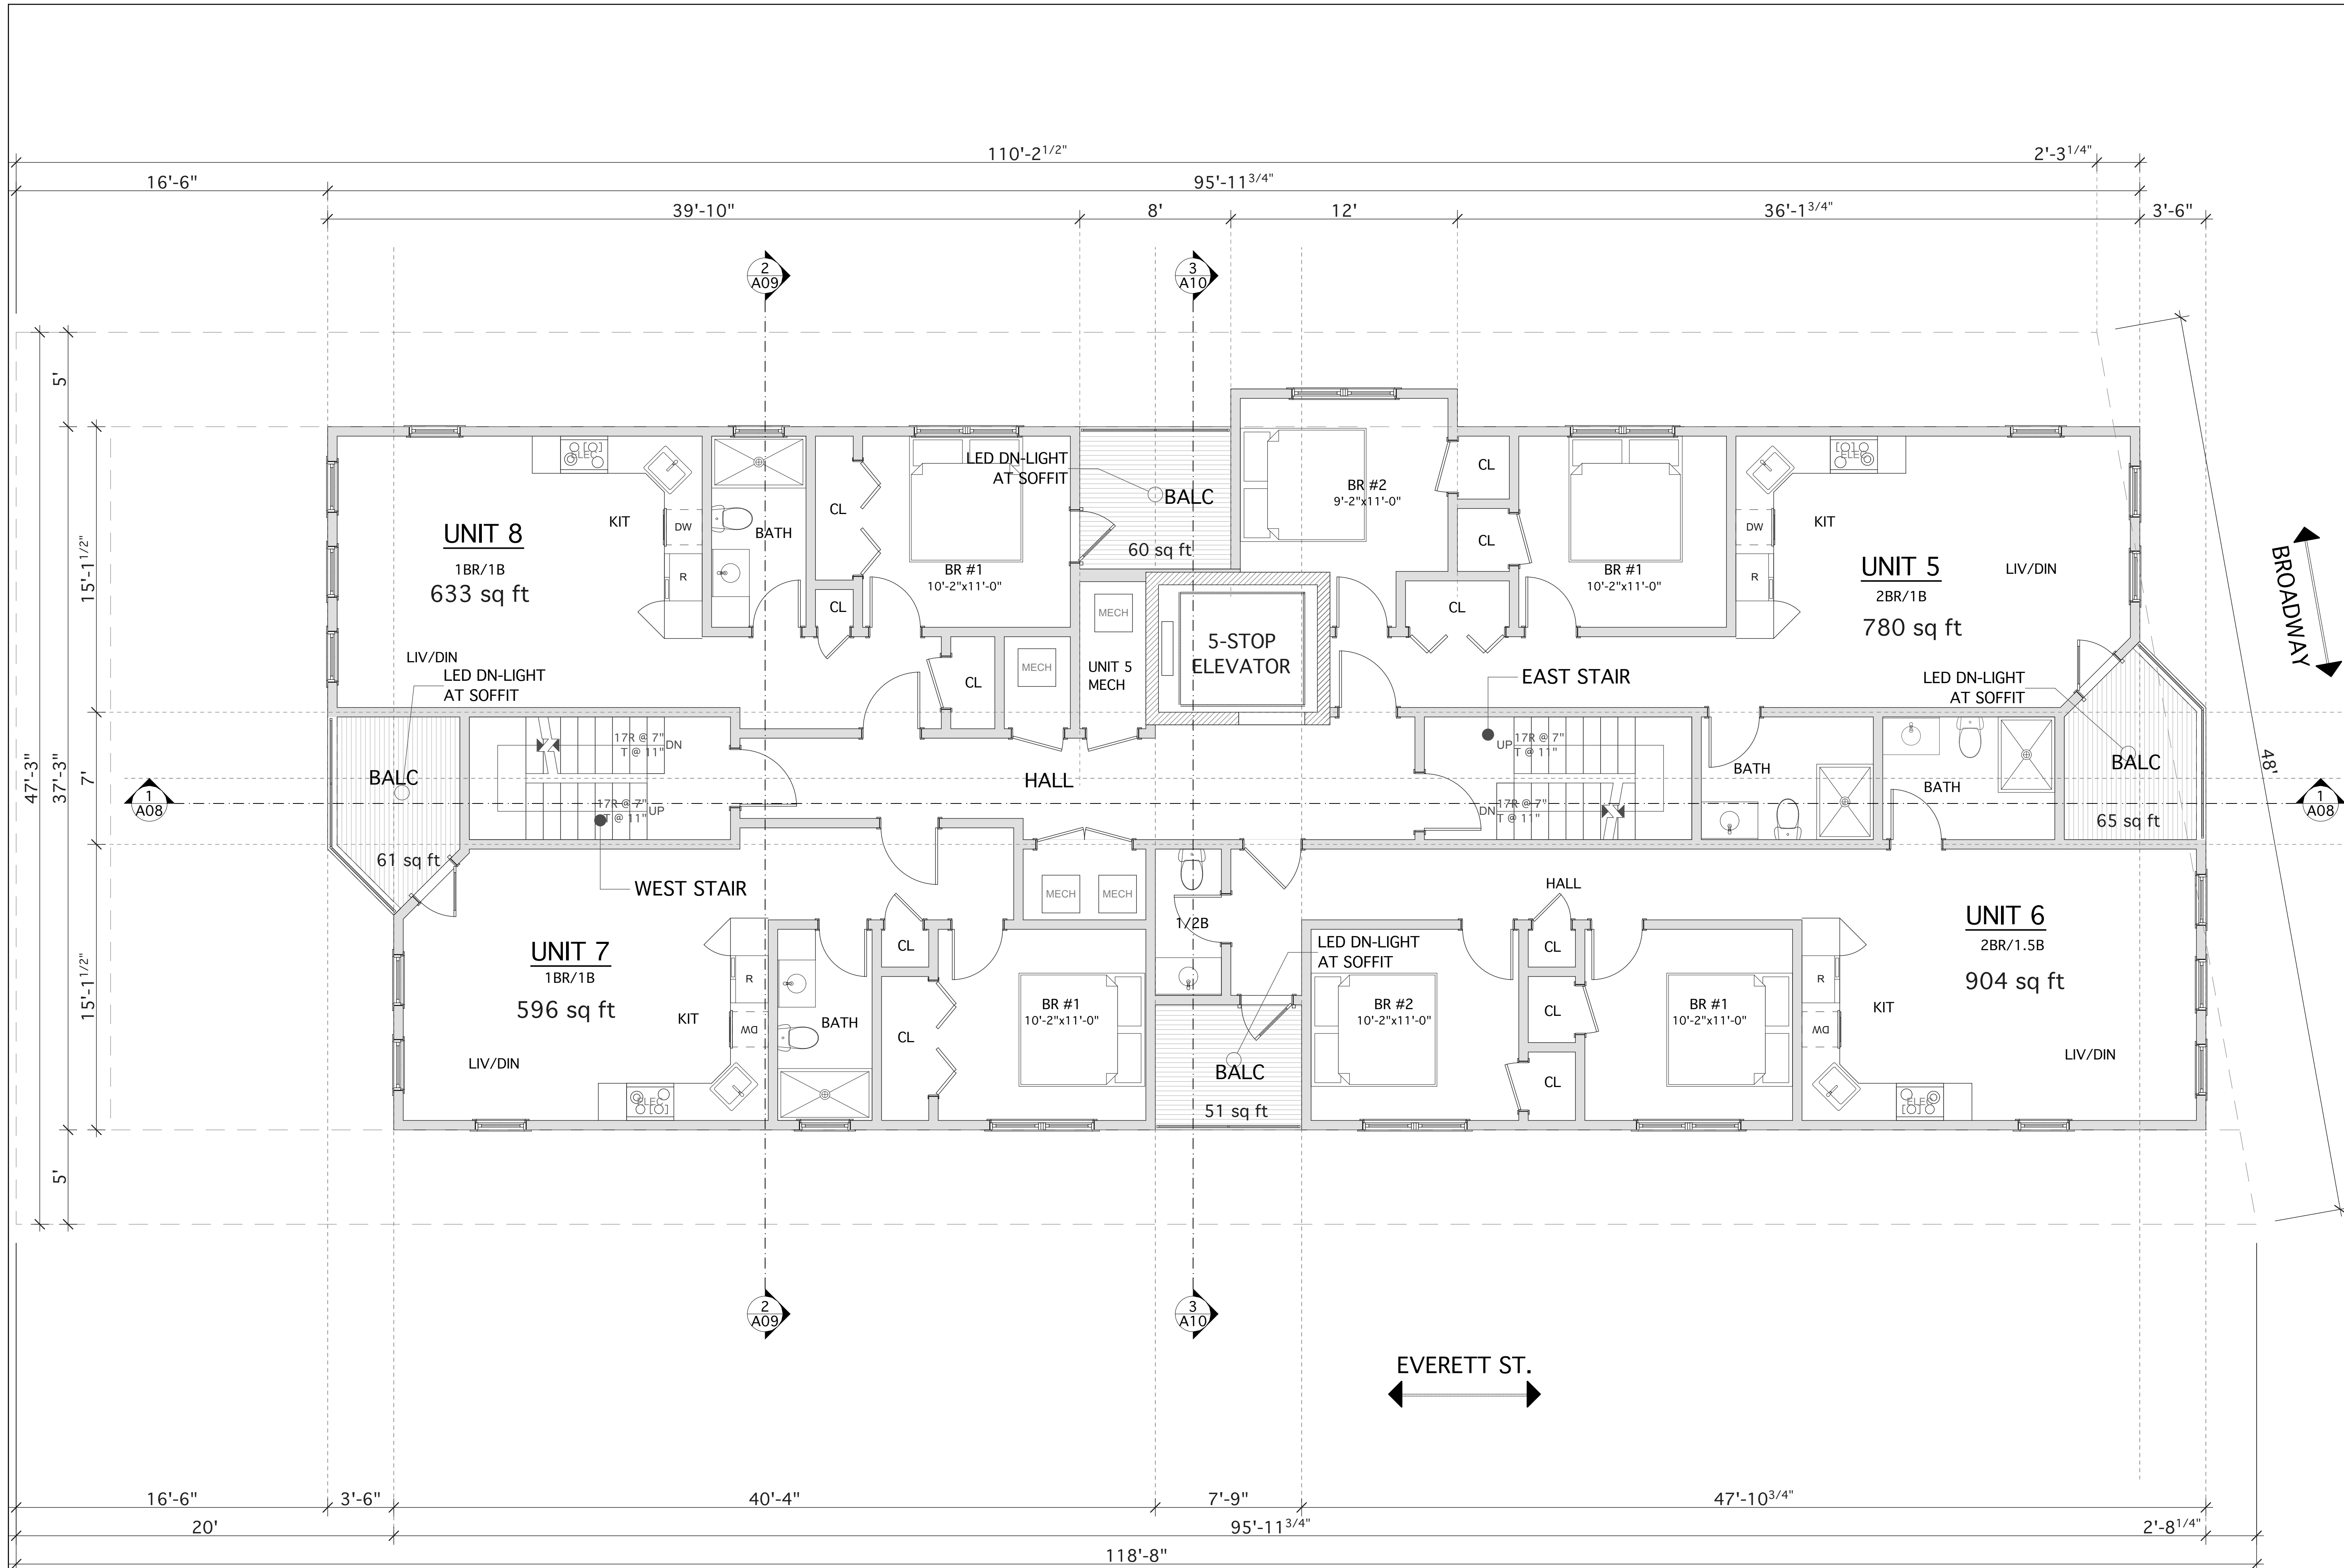 110'-2 1/2"
2'-3 1/4"
16'-6"
95'-11 3/4"
39'-10"
8'
12'
36'-1 3/4"
3'-6"
2
A09
3
A10
5'
47'-3"
37'-3"
15'-1 1/2"
7'
15'-1 1/2"
5'
UNIT 8
1BR/1B
633 sq ft
KIT
ELEC
DW
R
LIV/DIN
LED DN-LIGHT
AT SOFFIT
BATH
CL
CL
BR #1
10'-2"x11'-0"
CL
MECH
LED DN-LIGHT
AT SOFFIT
BALC
60 sq ft
MECH
UNIT 5
MECH
5-STOP
ELEVATOR
BR #2
9'-2"x11'-0"
CL
CL
CL
BR #1
10'-2"x11'-0"
ELEC
DW
R
KIT
UNIT 5
2BR/1B
780 sq ft
LIV/DIN
LED DN-LIGHT
AT SOFFIT
BROADWAY
48'
EAST STAIR
1
A08
BALC
61 sq ft
17R @ 7"
T @ 11"
DN
17R @ 7"
T @ 11"
UP
WEST STAIR
HALL
UP
17R @ 7"
T @ 11"
DN
17R @ 7"
T @ 11"
BATH
BATH
BALC
65 sq ft
1
A08
UNIT 7
1BR/1B
596 sq ft
KIT
R
DW
LIV/DIN
ELEC
BATH
CL
CL
MECH
MECH
BR #1
10'-2"x11'-0"
1/2B
LED DN-LIGHT
AT SOFFIT
BALC
51 sq ft
BR #2
10'-2"x11'-0"
HALL
CL
CL
CL
BR #1
10'-2"x11'-0"
R
DW
KIT
ELEC
UNIT 6
2BR/1.5B
904 sq ft
LIV/DIN
2
A09
3
A10
EVERETT ST.
16'-6"
3'-6"
40'-4"
7'-9"
47'-10 3/4"
20'
95'-11 3/4"
2'-8 1/4"
118'-8"